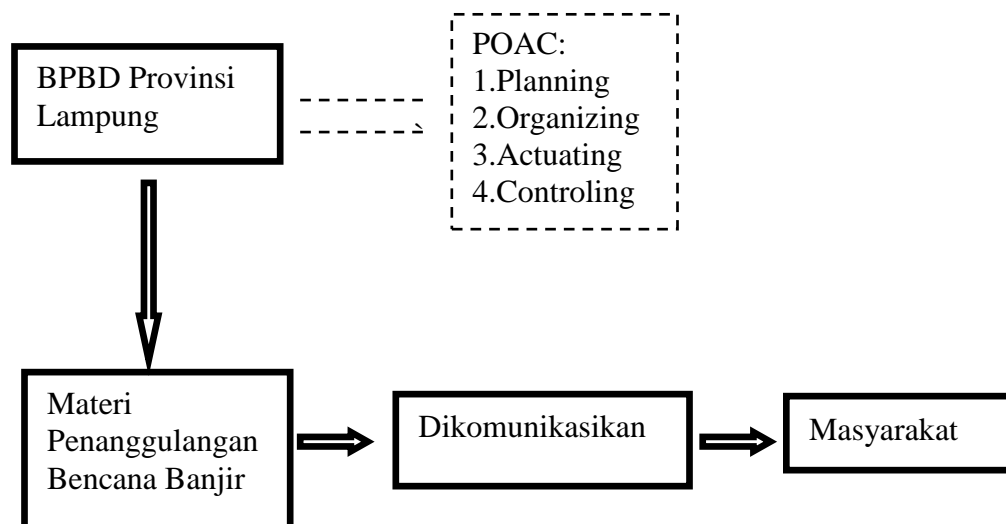 BPBD Provinsi
Lampung
POAC:
1.Planning
2.Organizing
3.Actuating
4.Controling
Materi
Penanggulangan
Bencana Banjir
Dikomunikasikan
Masyarakat